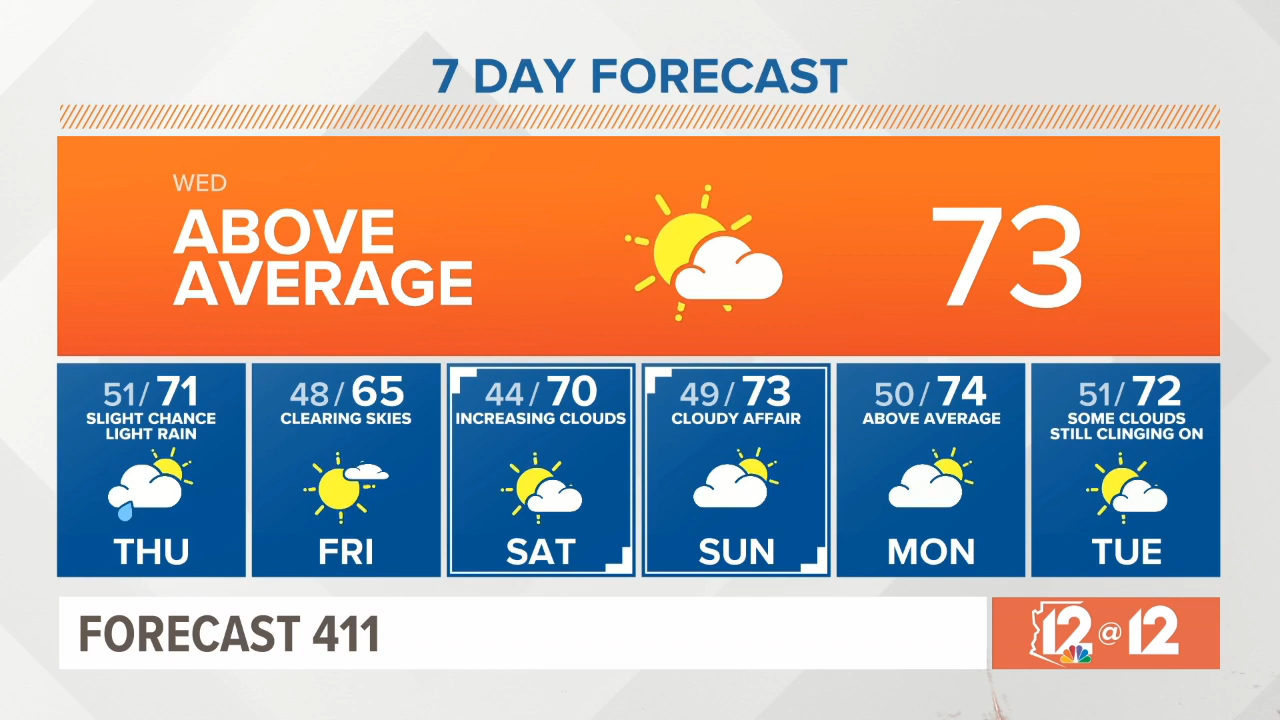 7 DAY FORECAST
WED
ABOVE
AVERAGE
73
51/71
SLIGHT CHANCE
LIGHT RAIN
THU
48/65
CLEARING SKIES
FRI
44/70
INCREASING CLOUDS
SAT
49/73
CLOUDY AFFAIR
SUN
50/74
ABOVE AVERAGE
MON
51/72
SOME CLOUDS
STILL CLINGING ON
TUE
FORECAST 411
12@12